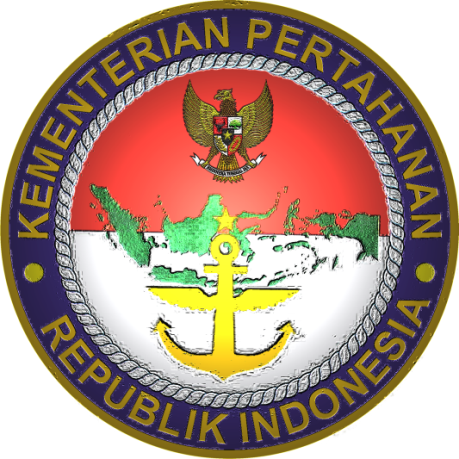 KEMENTERIAN PERTAHANAN
REPUBLIK INDONESIA